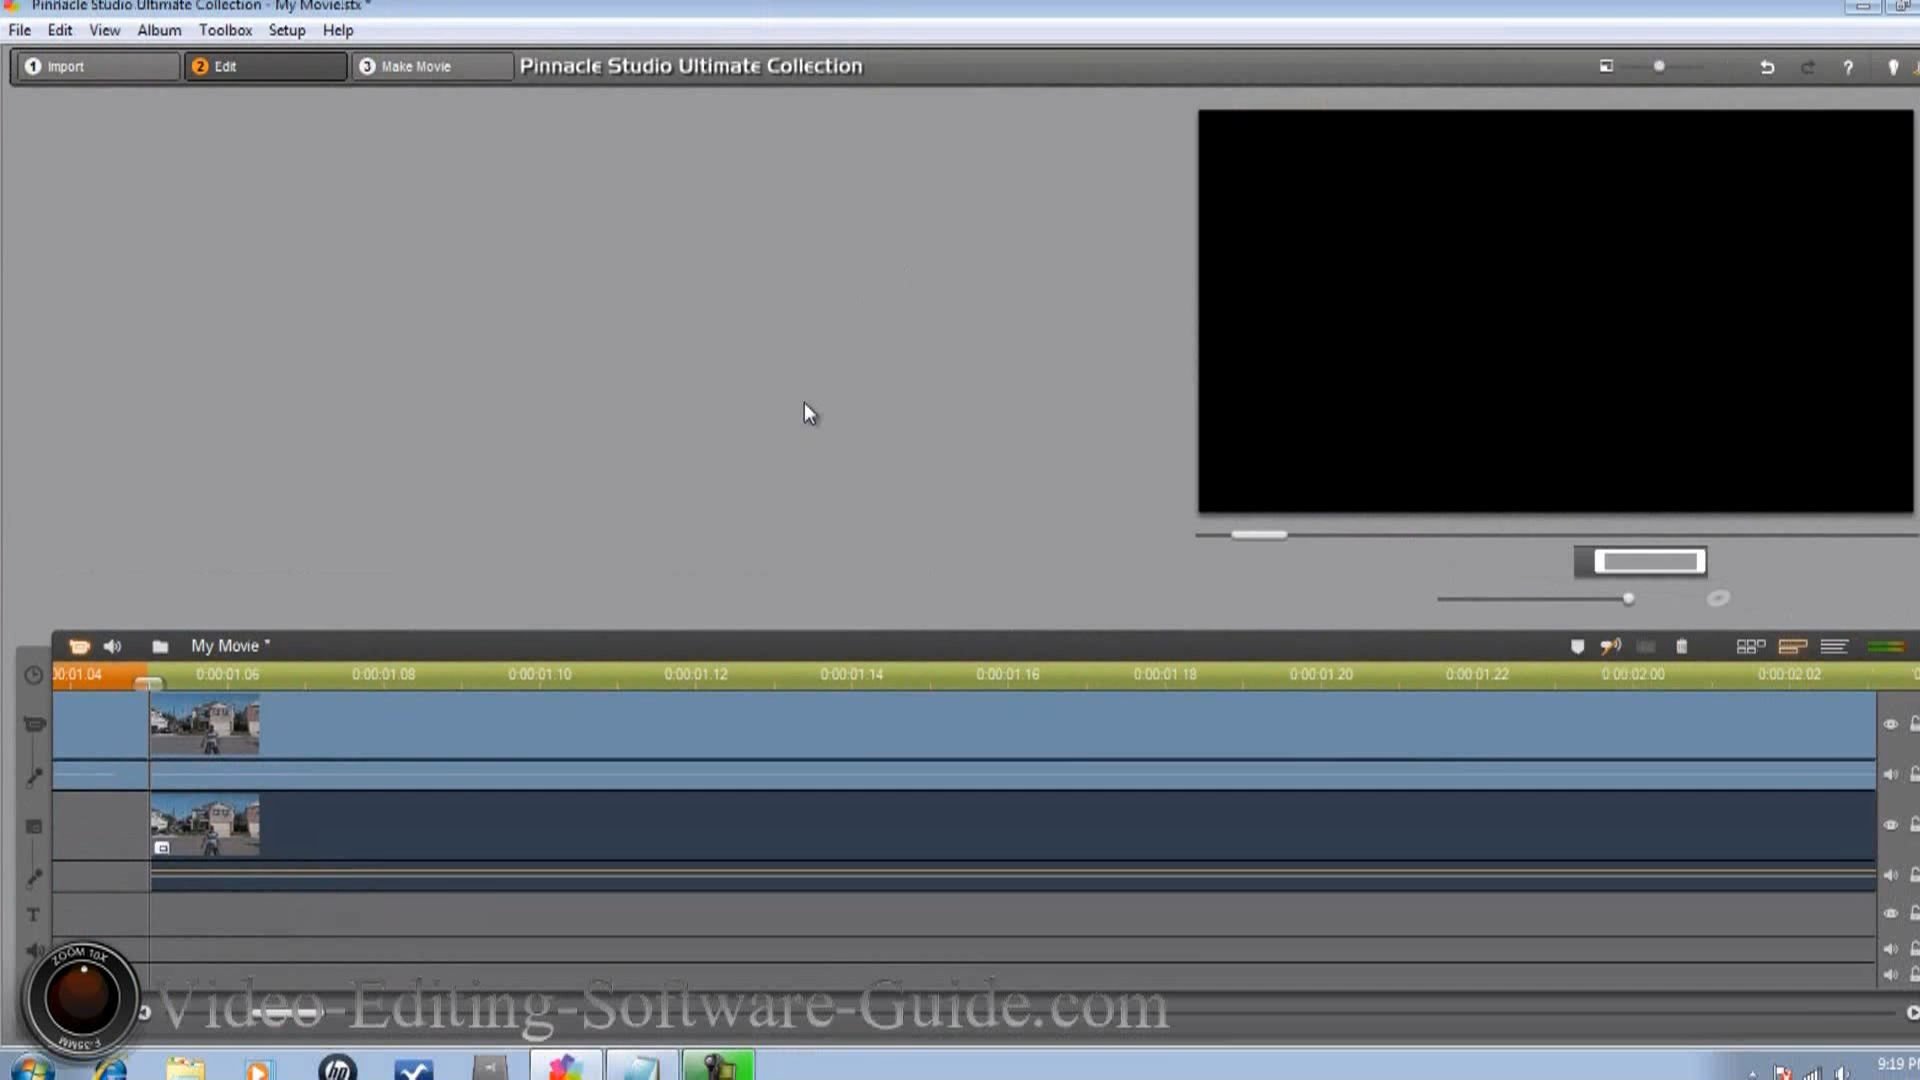 Pinnacle Studio Ultimate Collection - My Movie.stx *
File Edit View Album Toolbox Setup Help
1 Import 2 Edit 3 Make Movie Pinnacle Studio Ultimate Collection ?
My Movie *
00:01.04 0:00:01.06 0:00:01.08 0:00:01.10 0:00:01.12 0:00:01.14 0:00:01.16 0:00:01.18 0:00:01.20 0:00:01.22 0:00:02.00 0:00:02.02
T
ZOOM 10X
F-35MM
Video-Editing-Software-Guide.com
hp
9:19 PM